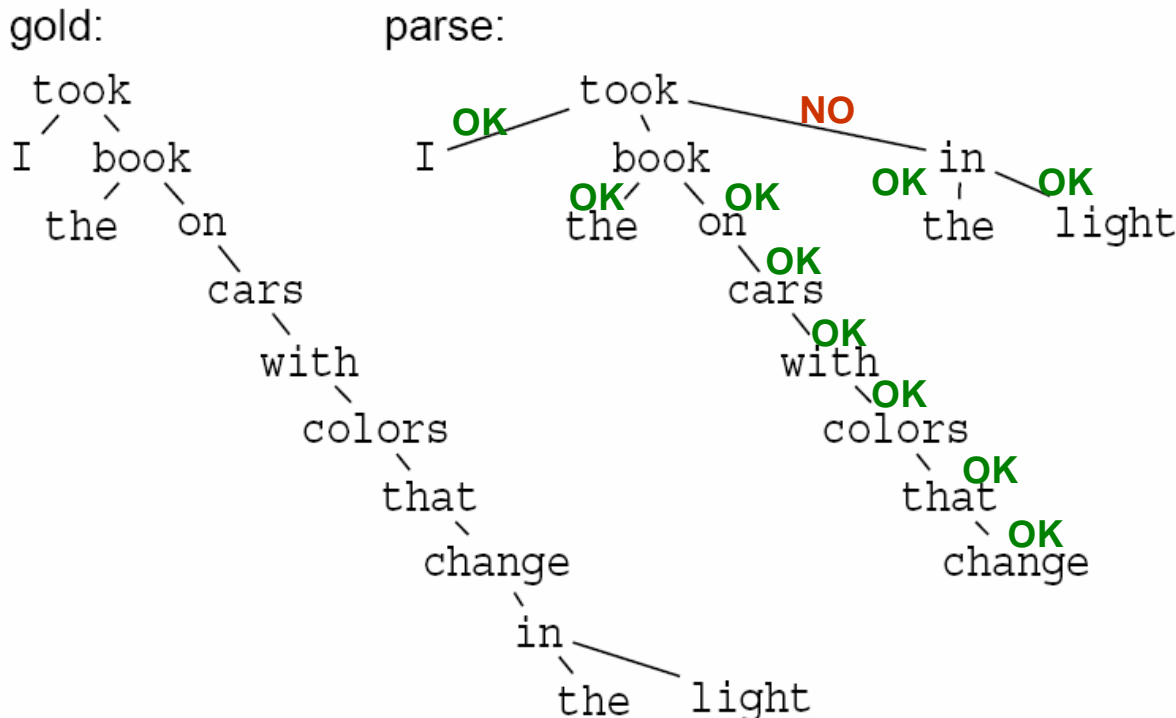 gold:
parse:
took
I book
the on
cars
with
colors
that
change
in
the light
took
OK NO
I book in
OK OK OK OK
the on the light
OK
cars
OK
with
OK
colors
OK
that
OK
change